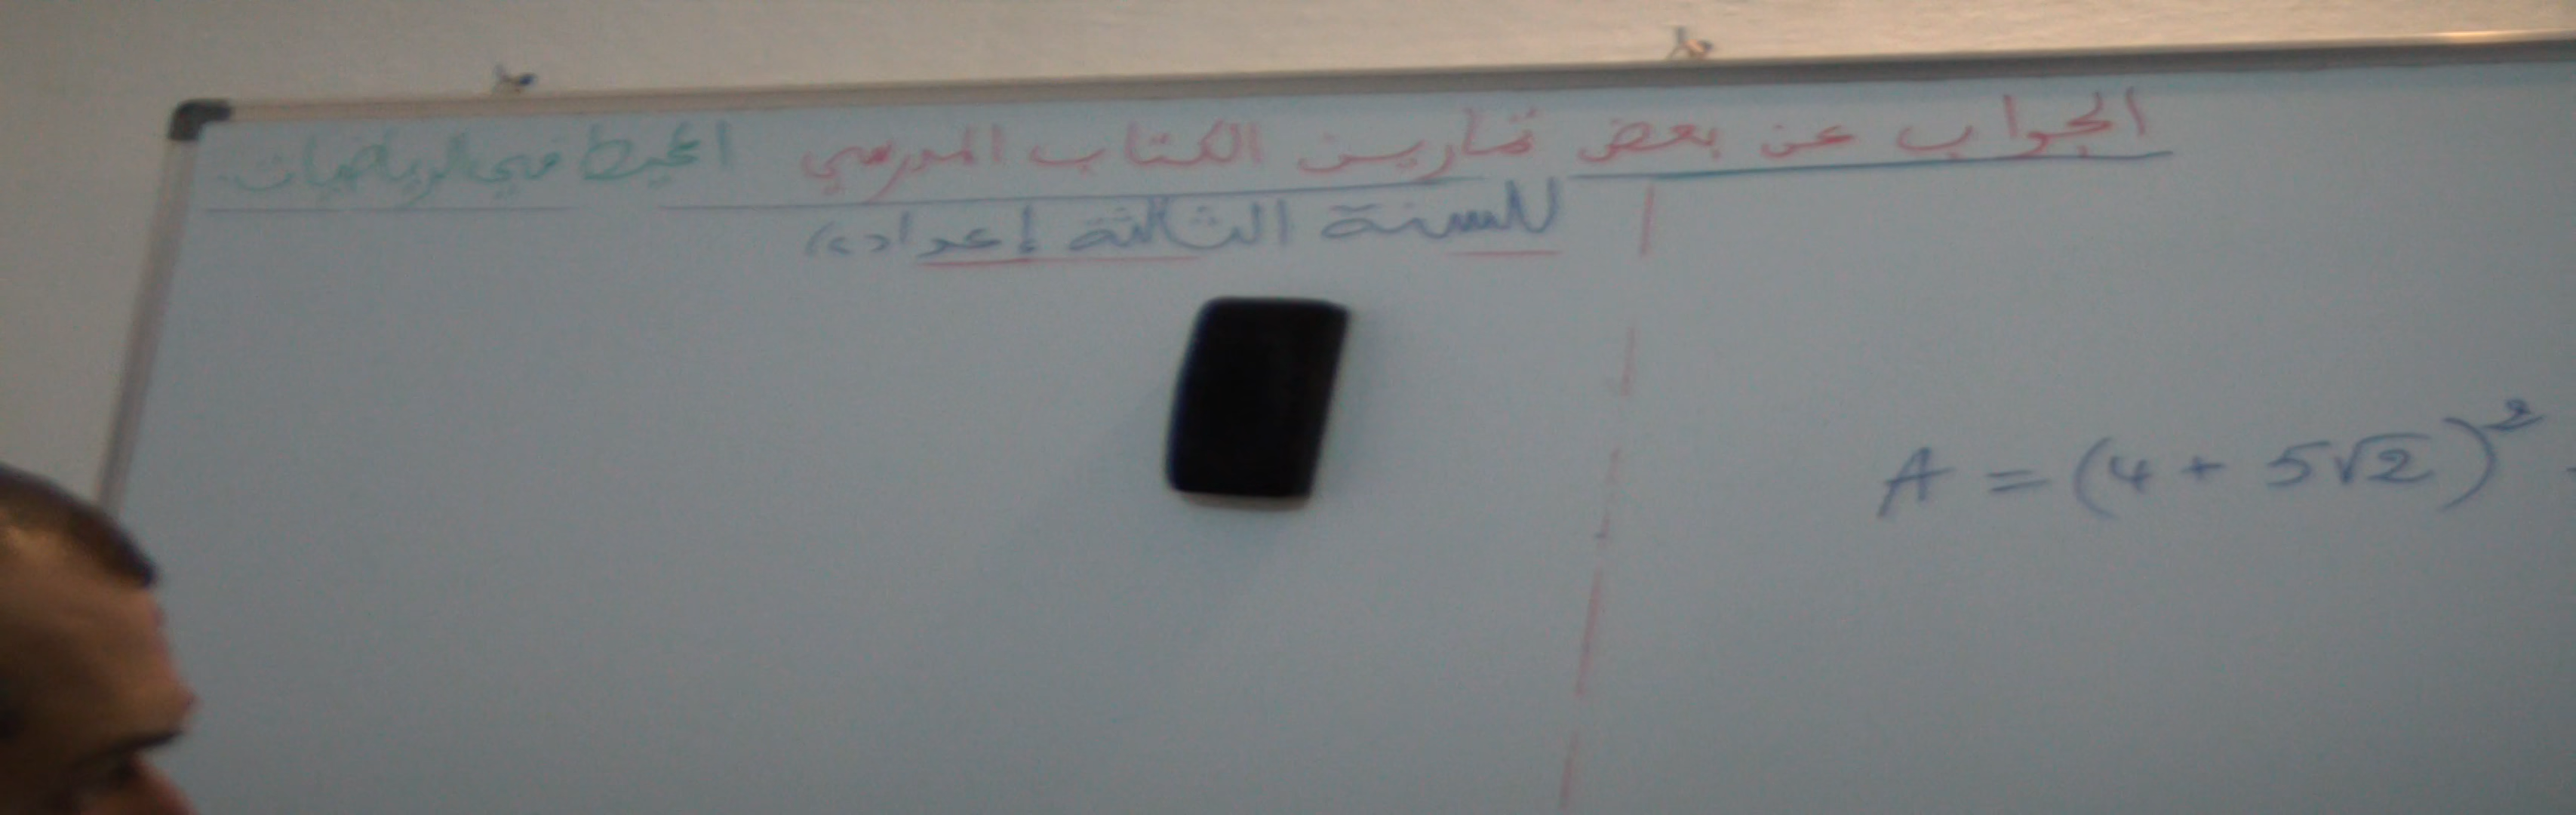 الجواب عن بعض تمارين الكتاب المدرسي المحيط في الرياضيات
للسنة الثالثة إعدادي
A = (4 + 5√2)²